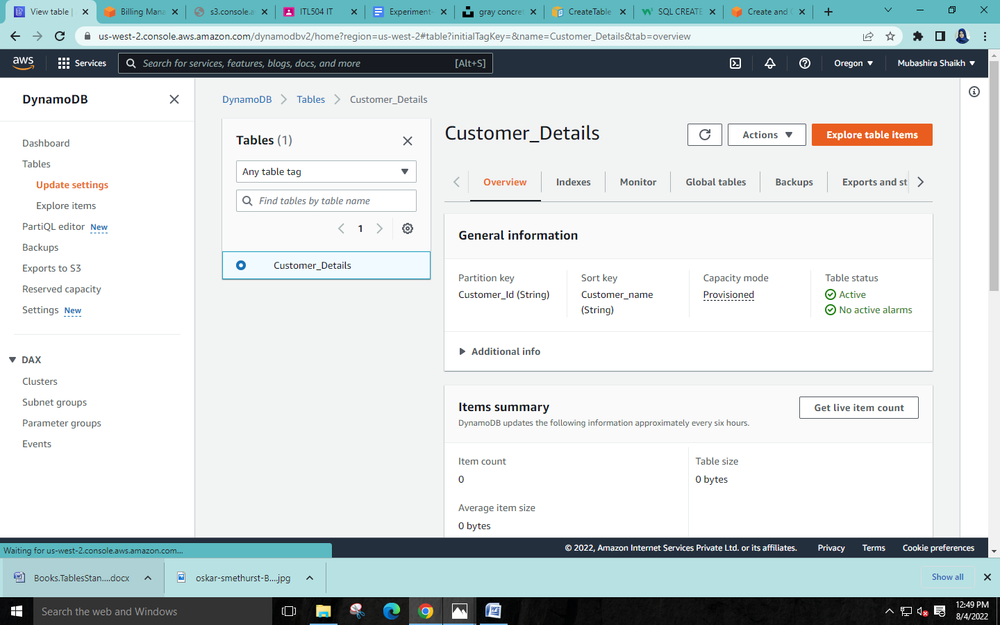 View table |
Billing Mana
s3.console.a
ITL504 IT
Experiment-
gray concret
CreateTable
SQL CREATE
Create and
us-west-2.console.aws.amazon.com/dynamodbv2/home?region=us-west-2#table?initialTagKey=&name=Customer_Details&tab=overview
aws
Services
Search for services, features, blogs, docs, and more
[Alt+S]
Oregon
Mubashira Shaikh
DynamoDB
Dashboard
Tables
Update settings
Explore items
PartiQL editor New
Backups
Exports to S3
Reserved capacity
Settings New
DAX
Clusters
Subnet groups
Parameter groups
Events
DynamoDB
Tables
Customer_Details
Tables (1)
Any table tag
Find tables by table name
1
Customer_Details
Customer_Details
Actions
Explore table items
Overview
Indexes
Monitor
Global tables
Backups
Exports and st
General information
Partition key
Customer_Id (String)
Sort key
Customer_name
(String)
Capacity mode
Provisioned
Table status
Active
No active alarms
Additional info
Items summary
DynamoDB updates the following information approximately every six hours.
Get live item count
Item count
0
Table size
0 bytes
Average item size
0 bytes
Waiting for us-west-2.console.aws.amazon.com...
© 2022, Amazon Internet Services Private Ltd. or its affiliates.
Privacy
Terms
Cookie preferences
Books.TablesStan....docx
oskar-smethurst-B....jpg
Show all
Search the web and Windows
12:49 PM
8/4/2022